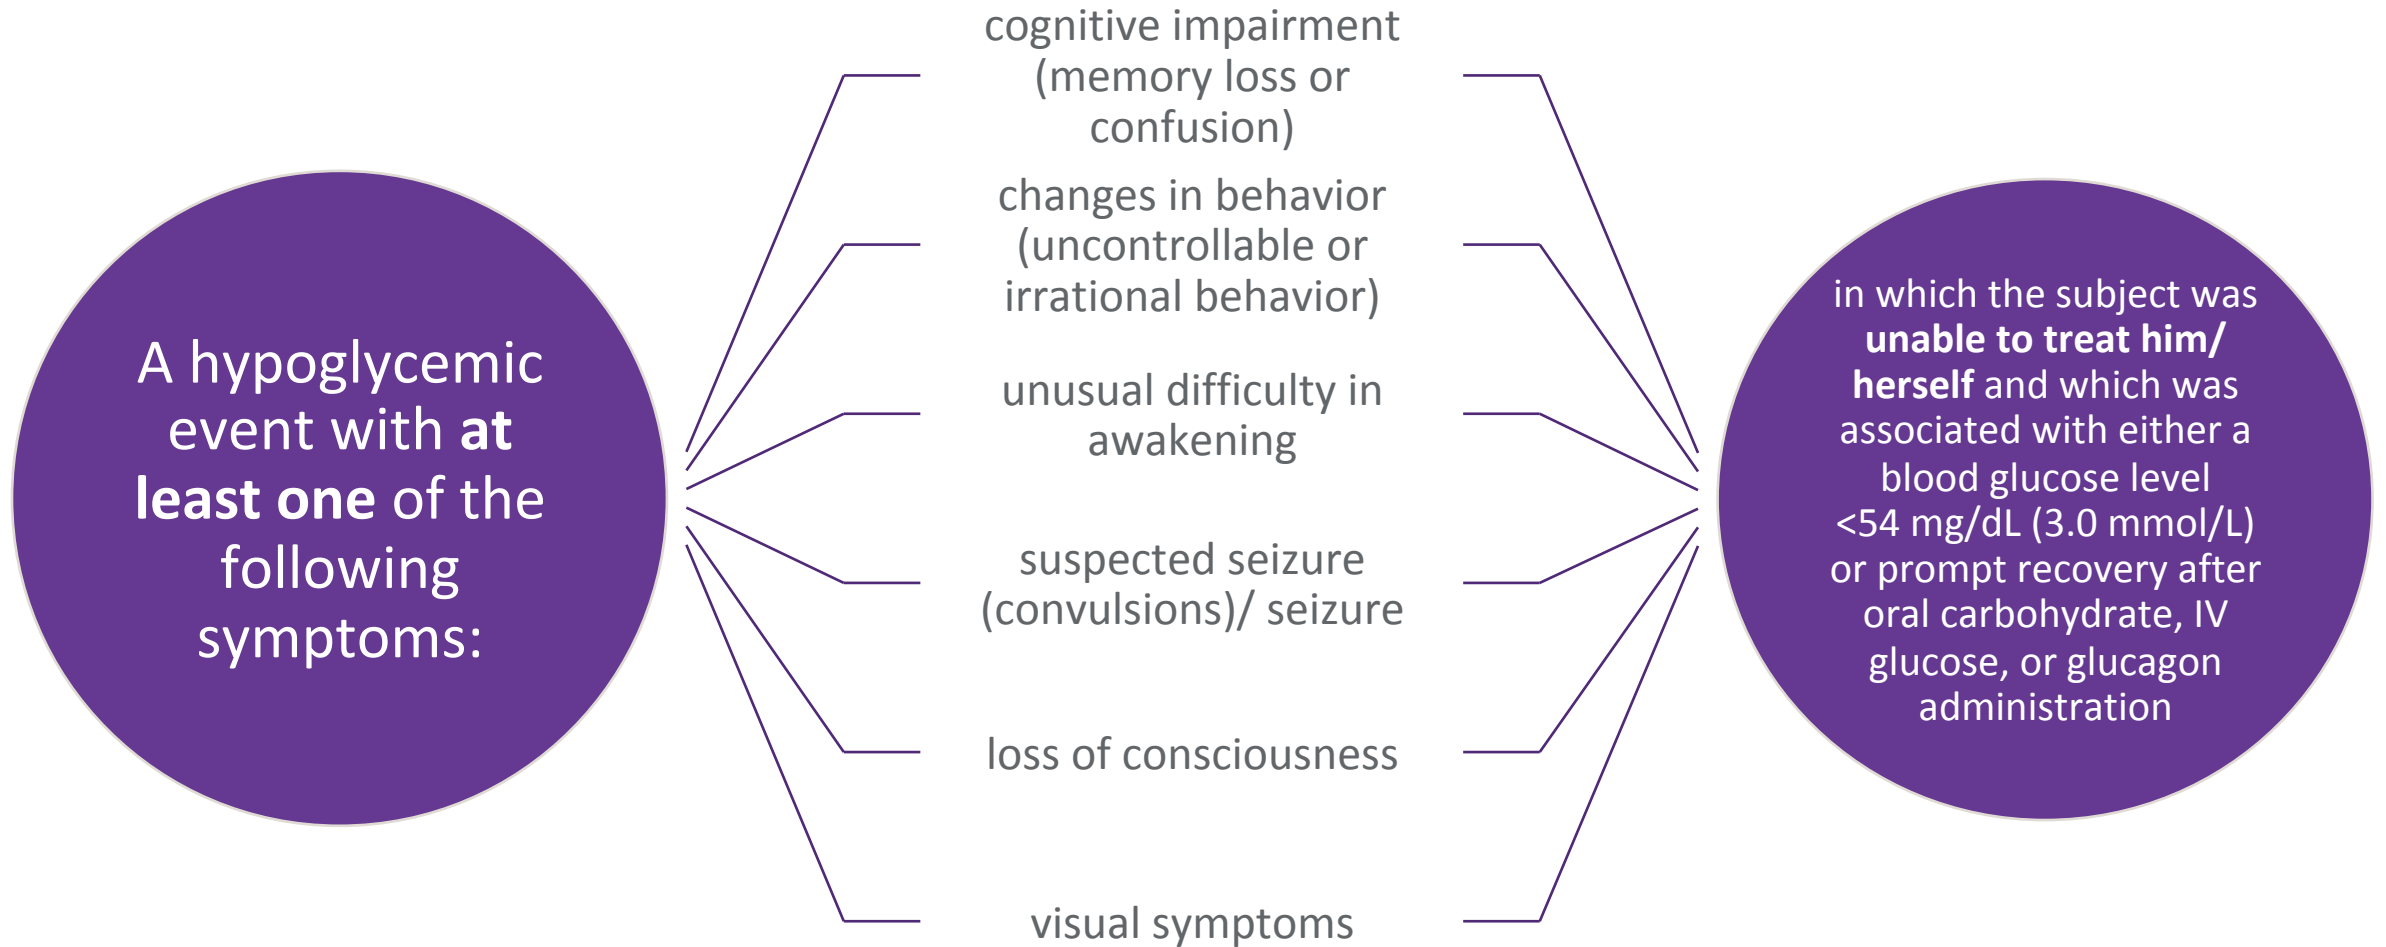 A hypoglycemic
event with at
least one of the
following
symptoms:
cognitive impairment
(memory loss or
confusion)
changes in behavior
(uncontrollable or
irrational behavior)
unusual difficulty in
awakening
suspected seizure
(convulsions)/ seizure
loss of consciousness
visual symptoms
in which the subject was
unable to treat him/
herself and which was
associated with either a
blood glucose level
<54 mg/dL (3.0 mmol/L)
or prompt recovery after
oral carbohydrate, IV
glucose, or glucagon
administration